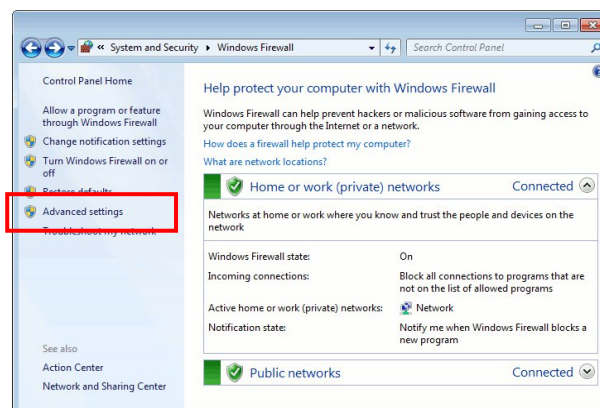 « System and Security ▸ Windows Firewall
Search Control Panel
Control Panel Home
Allow a program or feature
through Windows Firewall
Change notification settings
Turn Windows Firewall on or
off
Restore defaults
Advanced settings
Troubleshoot my network
See also
Action Center
Network and Sharing Center
Help protect your computer with Windows Firewall
Windows Firewall can help prevent hackers or malicious software from gaining access to
your computer through the Internet or a network.
How does a firewall help protect my computer?
What are network locations?
Home or work (private) networks Connected
Networks at home or work where you know and trust the people and devices on the
network
Windows Firewall state: On
Incoming connections: Block all connections to programs that are
not on the list of allowed programs
Active home or work (private) networks: Network
Notification state: Notify me when Windows Firewall blocks a
new program
Public networks Connected